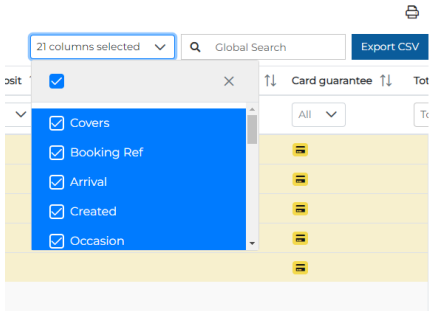 21 columns selected
Global Search
Export CSV
osit
Card guarantee
Tot
All
To
Covers
Booking Ref
Arrival
Created
Occasion